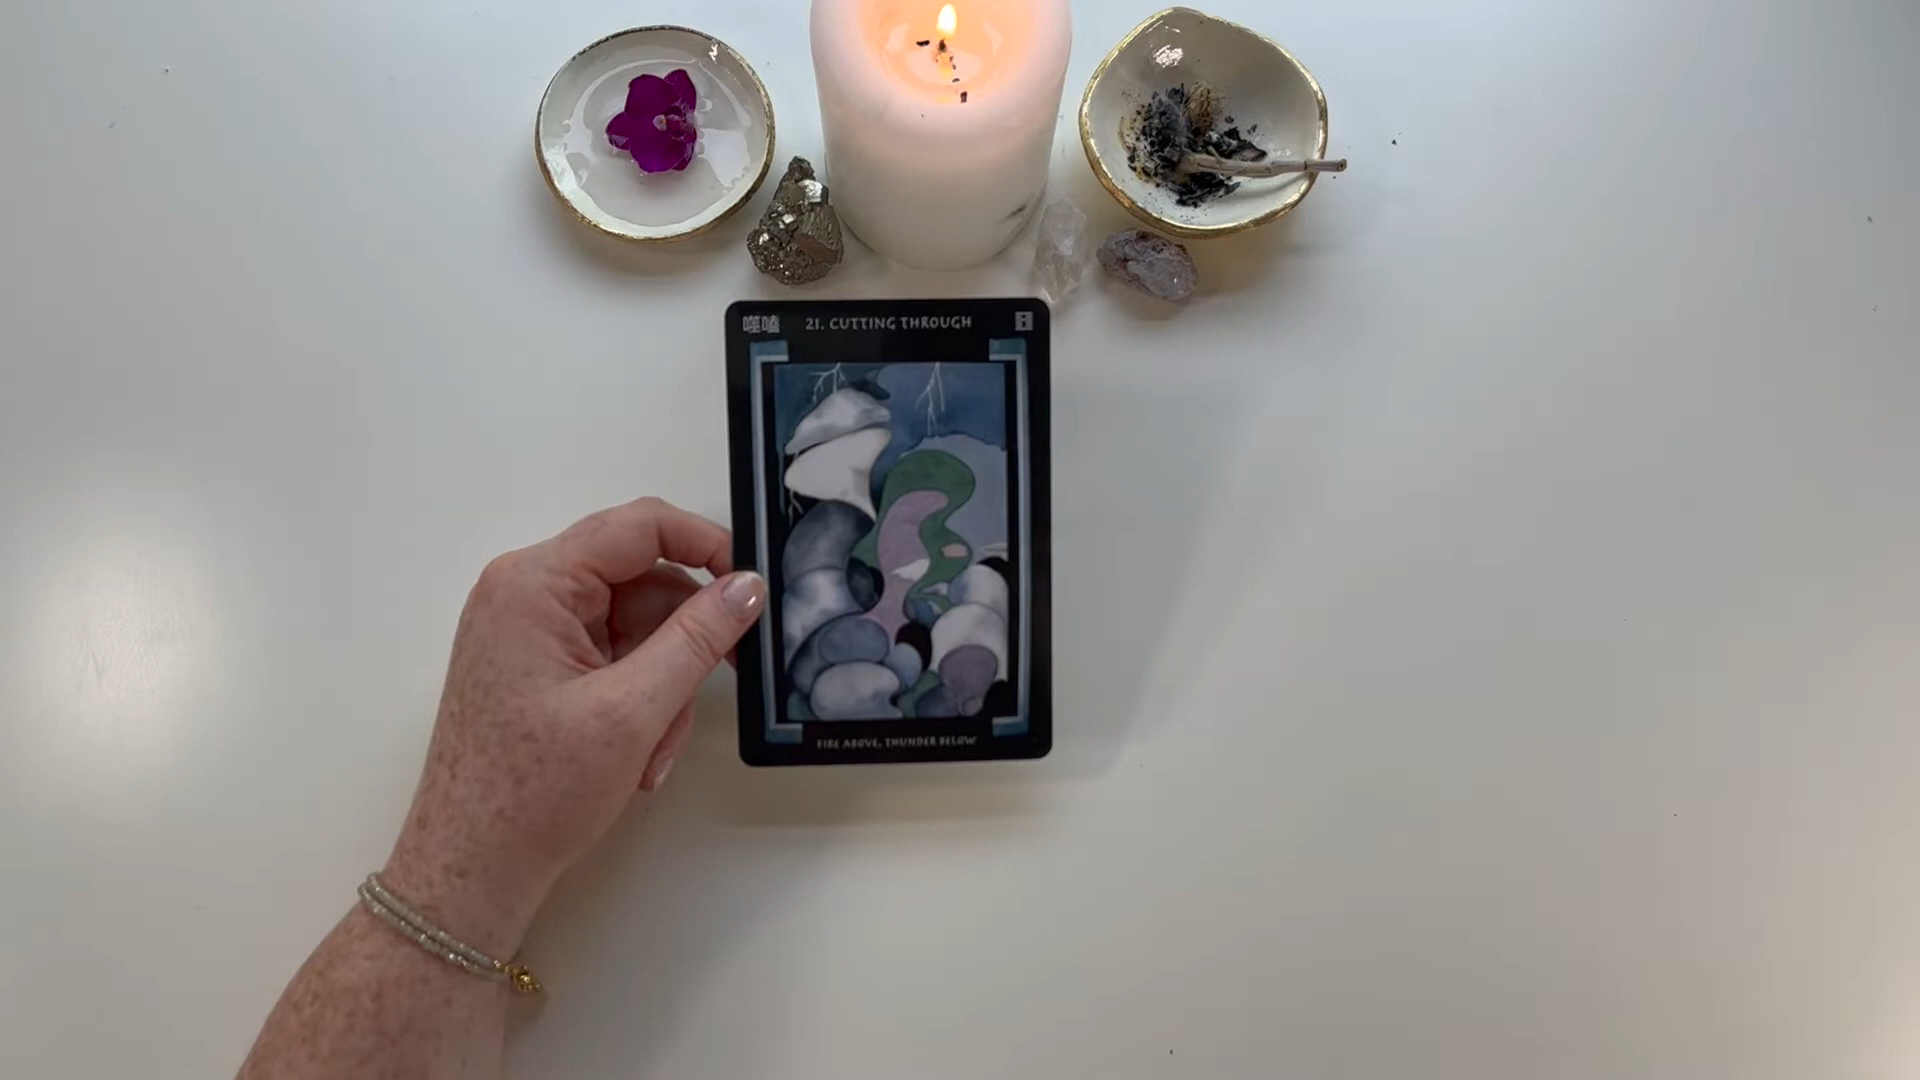 噬嗑 21. CUTTING THROUGH
FIRE ABOVE, THUNDER BELOW